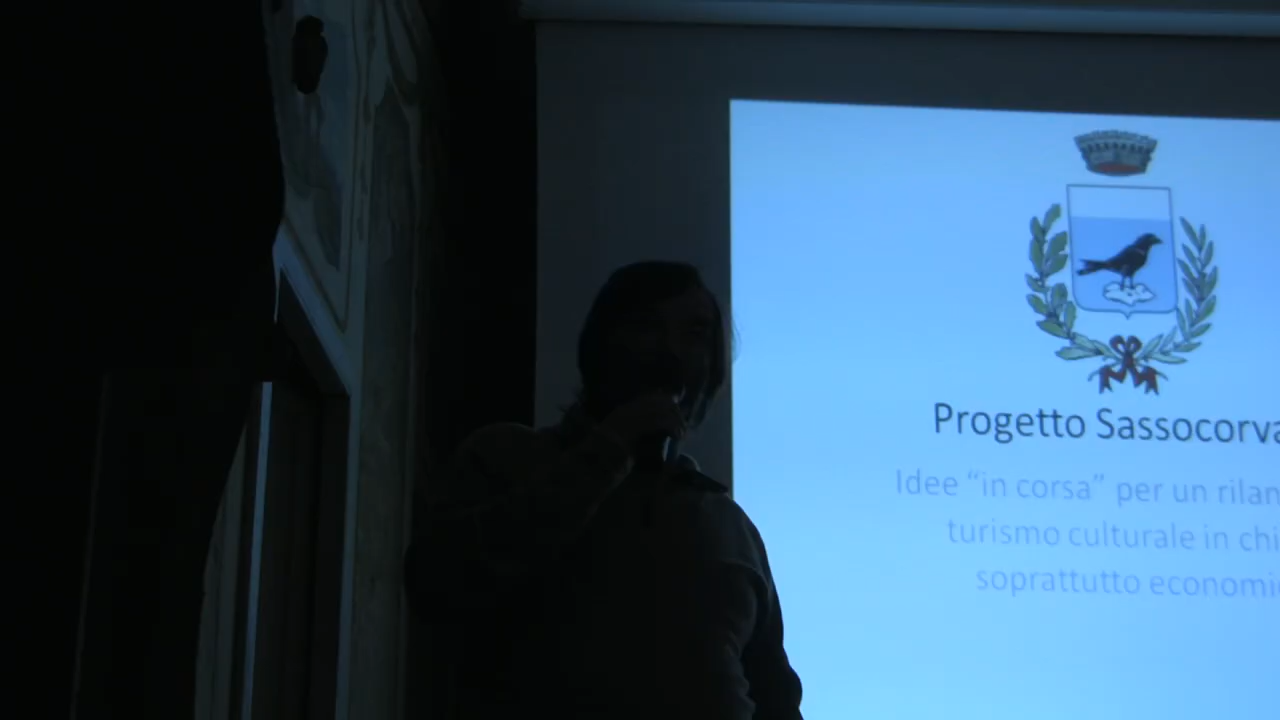 Progetto Sassocorva
Idee “in corsa” per un rilan
turismo culturale in chi
soprattutto economi